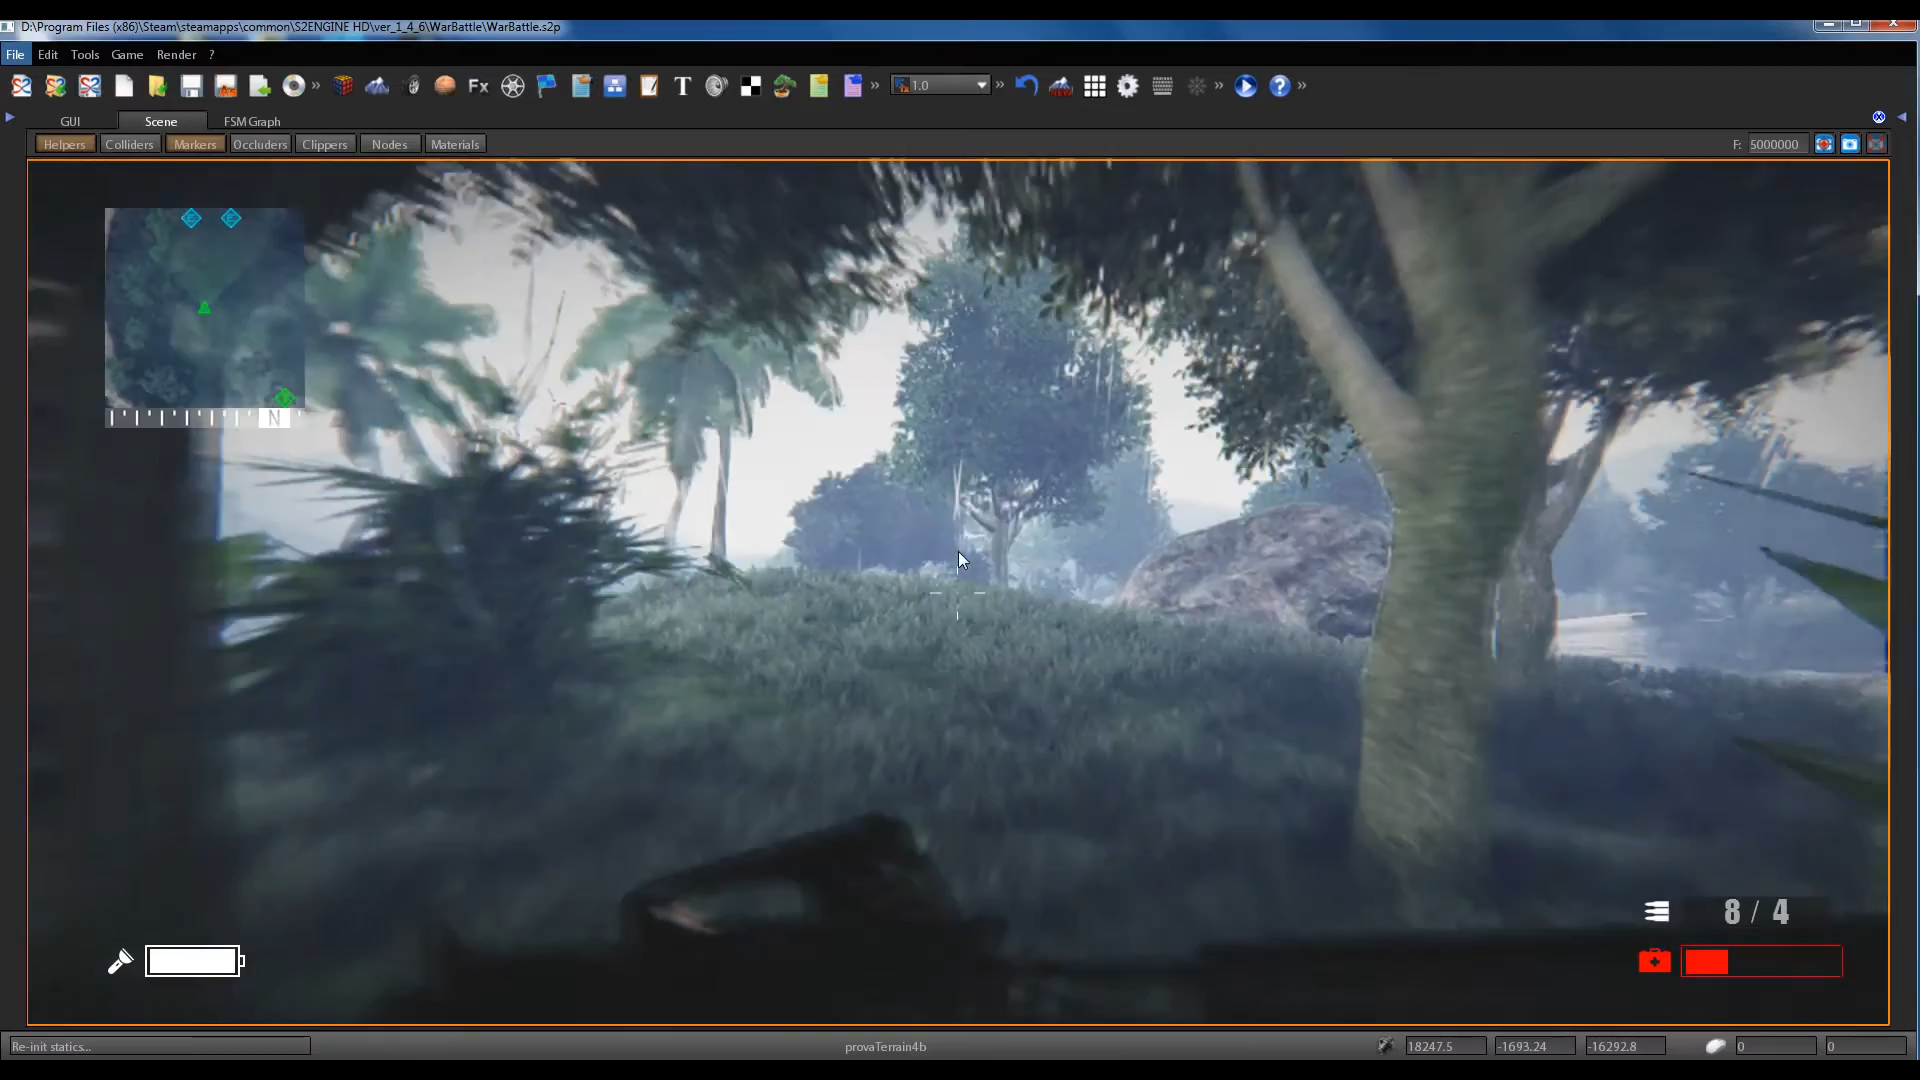 D:\Program Files (x86)\Steam\steamapps\common\S2ENGINE HD\ver_1_4_6\WarBattle\WarBattle.s2p
File Edit Tools Game Render ?
Fx T 1.0
GUI Scene FSM Graph
Helpers Colliders Markers Occluders Clippers Nodes Materials F: 5000000
E E
N
8 / 4
Re-init statics... provaTerrain4b 18247.5 -1693.24 -16292.8 0 0